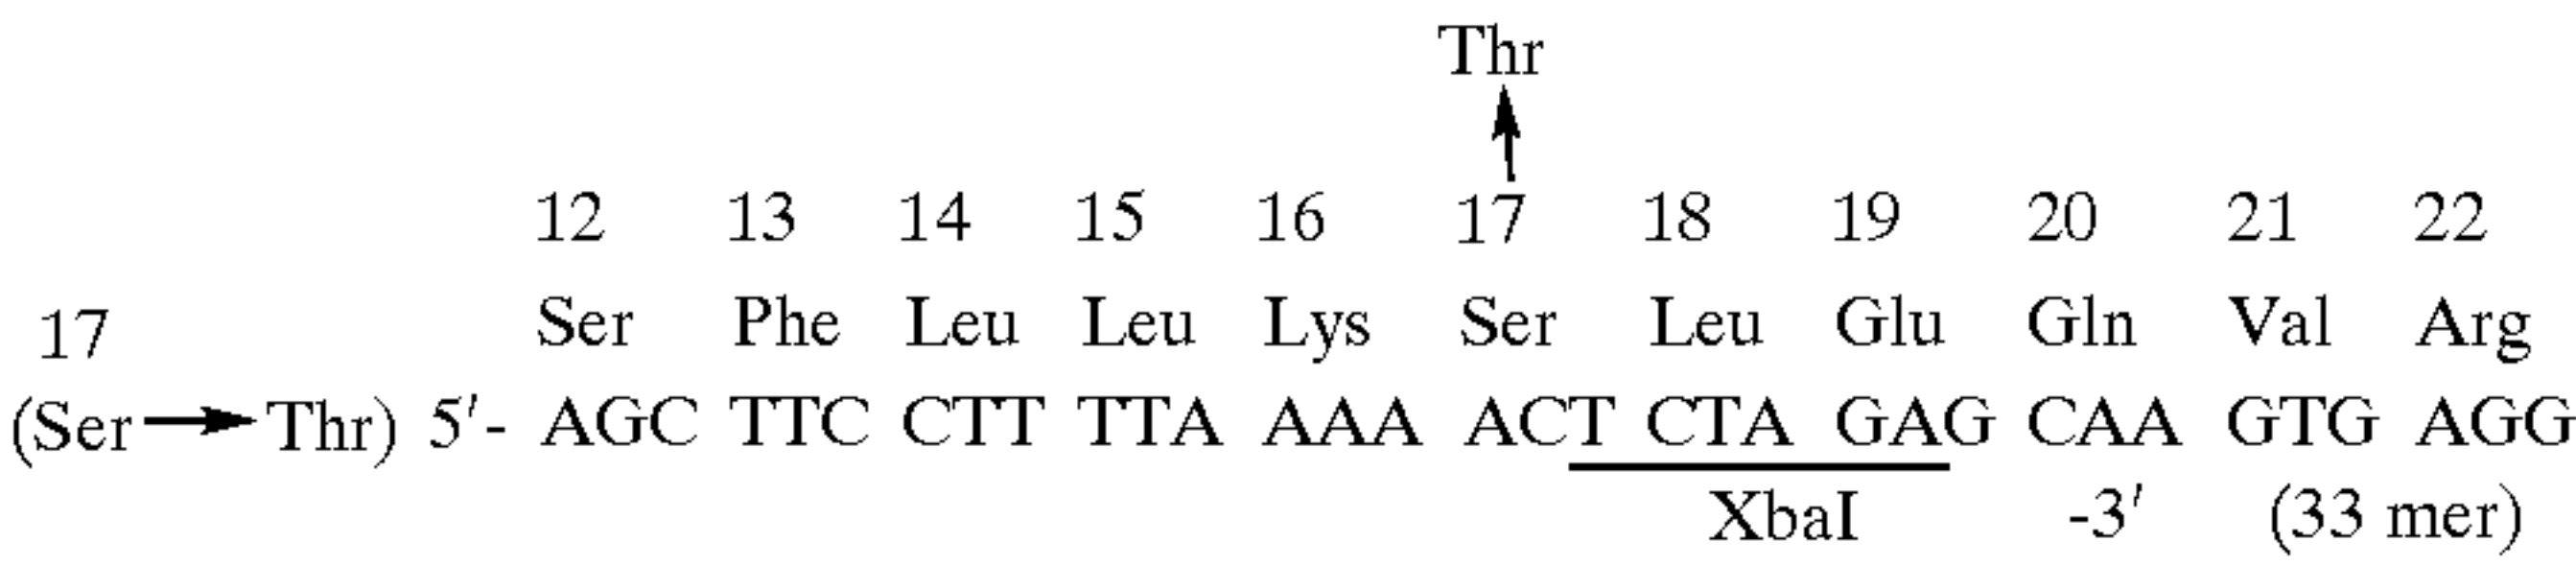 Thr
12 13 14 15 16 17 18 19 20 21 22
17 Ser Phe Leu Leu Lys Ser Leu Glu Gln Val Arg
(Ser → Thr) 5′- AGC TTC CTT TTA AAA ACT CTA GAG CAA GTG AGG
XbaI -3′ (33 mer)